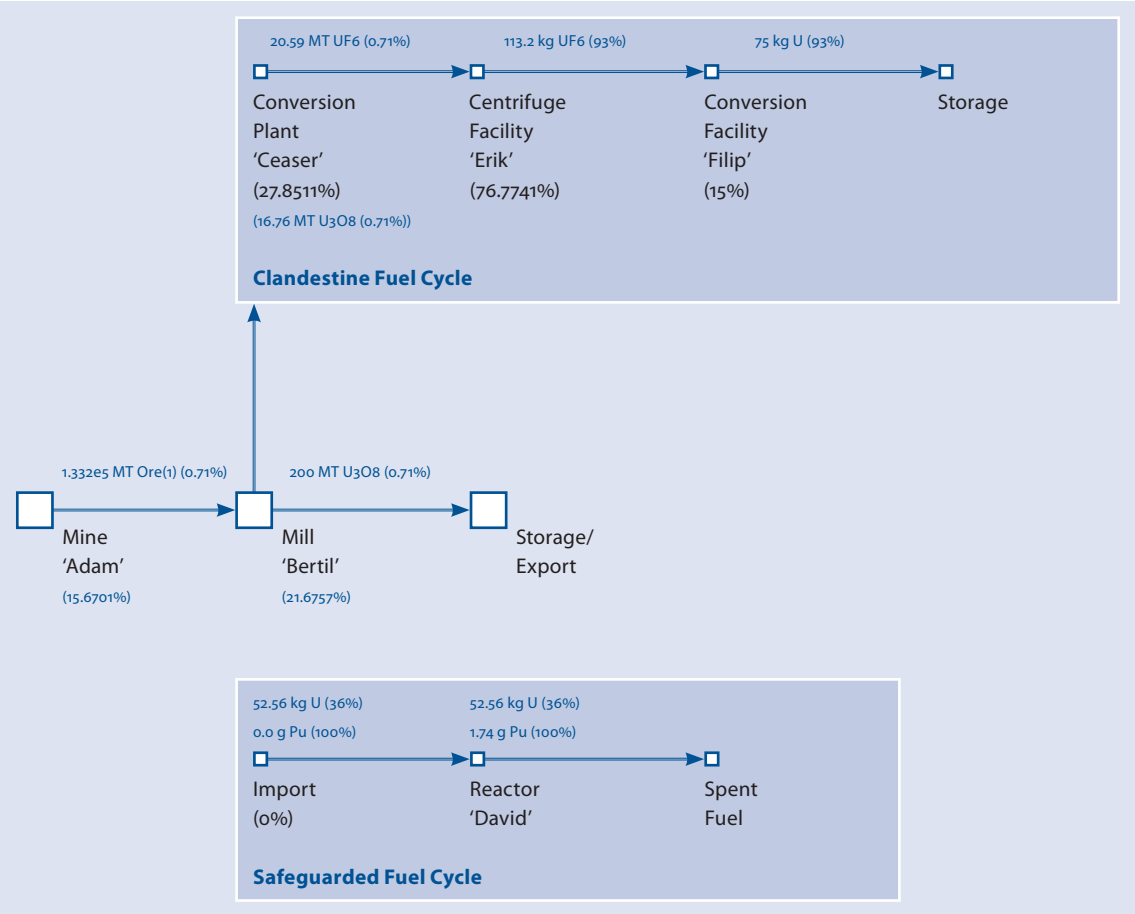 20.59 MT UF6 (0.71%)
113.2 kg UF6 (93%)
75 kg U (93%)
Conversion
Plant
‘Ceaser’
(27.8511%)
(16.76 MT U3O8 (0.71%))
Centrifuge
Facility
‘Erik’
(76.7741%)
Conversion
Facility
‘Filip’
(15%)
Storage
Clandestine Fuel Cycle
1.332e5 MT Ore(1) (0.71%)
200 MT U3O8 (0.71%)
Mine
‘Adam’
(15.6701%)
Mill
‘Bertil’
(21.6757%)
Storage/
Export
52.56 kg U (36%)
0.0 g Pu (100%)
52.56 kg U (36%)
1.74 g Pu (100%)
Import
(0%)
Reactor
‘David’
Spent
Fuel
Safeguarded Fuel Cycle